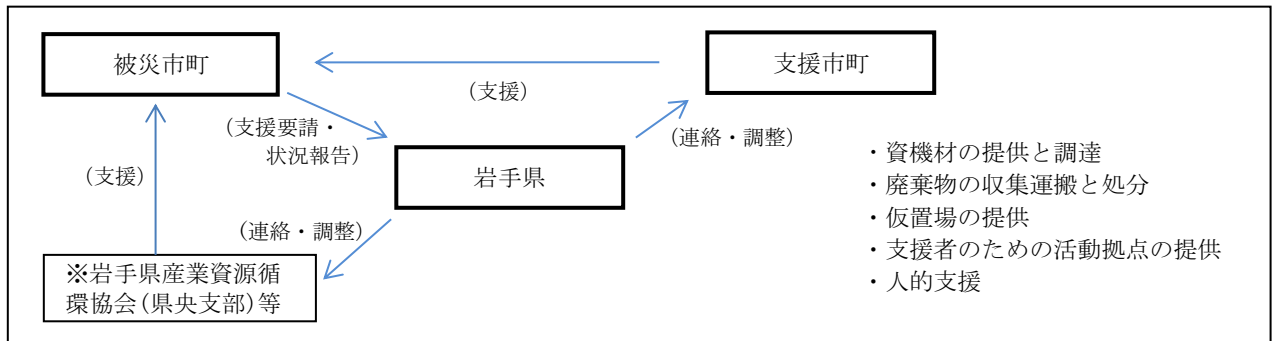 被災市町
支援市町
(支援)
(支援要請・
状況報告)
(連絡・調整)
岩手県
(支援)
(連絡・調整)
※岩手県産業資源循
環協会(県央支部)等
・資機材の提供と調達
・廃棄物の収集運搬と処分
・仮置場の提供
・支援者のための活動拠点の提供
・人的支援